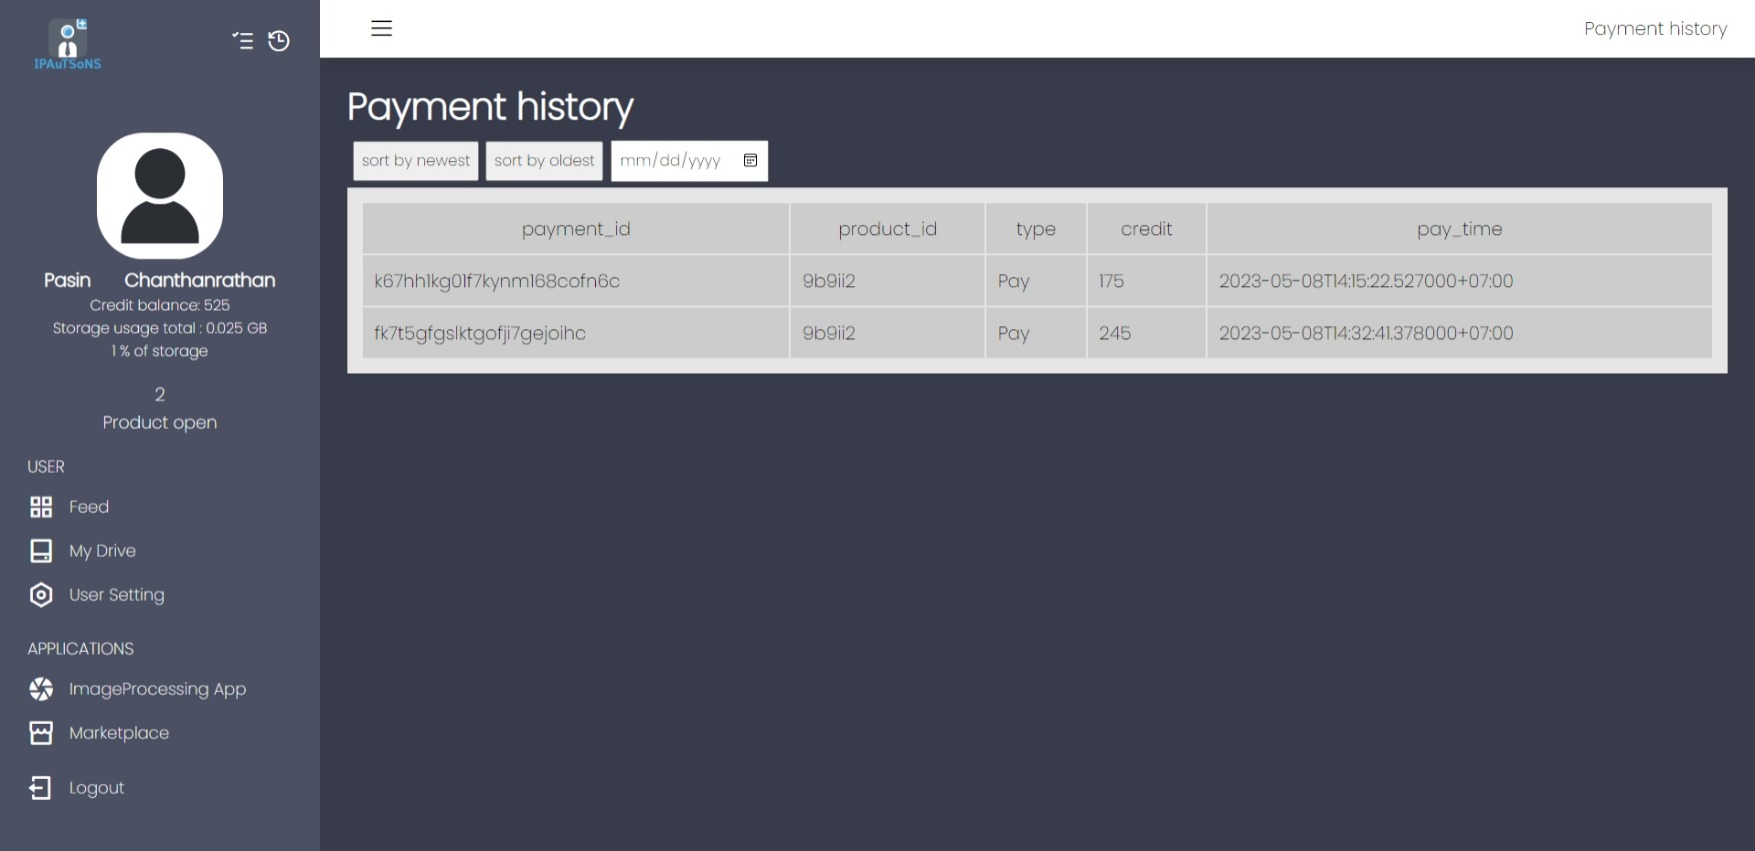 IPAuTSoNS
Payment history
Pasin Chanthanrathan
Credit balance: 525
Storage usage total : 0.025 GB
1 % of storage
2
Product open
USER
Feed
My Drive
User Setting
APPLICATIONS
ImageProcessing App
Marketplace
Logout
Payment history
sort by newest sort by oldest mm/dd/yyyy
payment_id product_id type credit pay_time
k67hh1kg01f7kynm168cofn6c 9b9ii2 Pay 175 2023-05-08T14:15:22.527000+07:00
fk7t5gfgslktgofji7gejoihc 9b9ii2 Pay 245 2023-05-08T14:32:41.378000+07:00